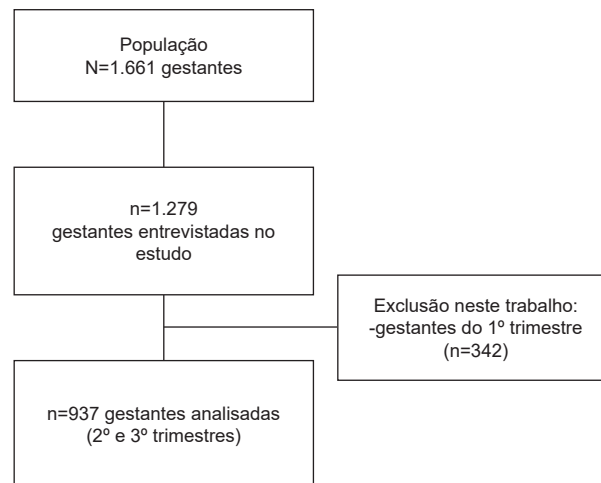 População
N=1.661 gestantes
n=1.279
gestantes entrevistadas no
estudo
Exclusão neste trabalho:
-gestantes do 1º trimestre
(n=342)
n=937 gestantes analisadas
(2º e 3º trimestres)